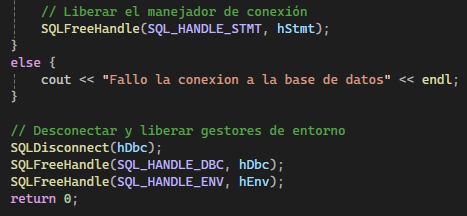 // Liberar el manejador de conexión
SQLFreeHandle(SQL_HANDLE_STMT, hStmt);
}
else {
cout << "Fallo la conexion a la base de datos" << endl;
}
// Desconectar y liberar gestores de entorno
SQLDisconnect(hDbc);
SQLFreeHandle(SQL_HANDLE_DBC, hDbc);
SQLFreeHandle(SQL_HANDLE_ENV, hEnv);
return 0;